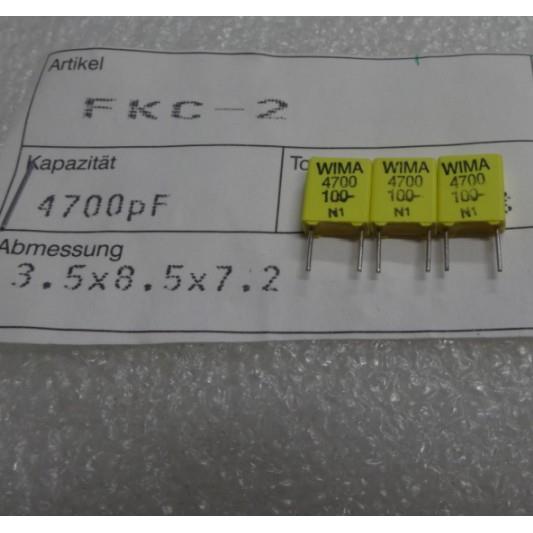 Artikel
FKC-2
Kapazität
To
4700pF
Abmessung
3.5x8.5x7.2
WIMA
4700
100-
N1
WIMA
4700
100-
N1
WIMA
4700
100-
N1